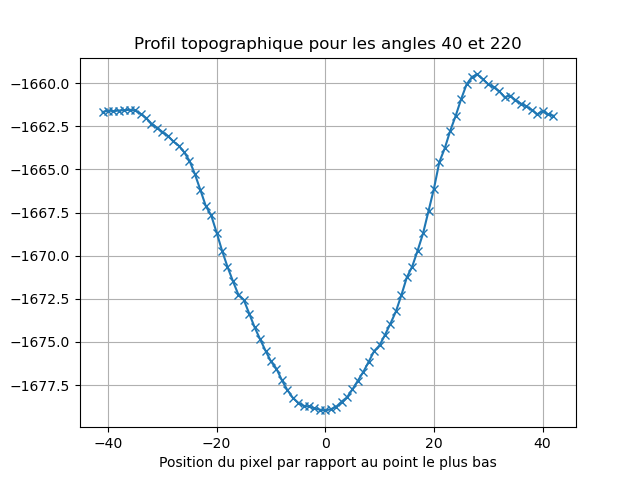 Profil topographique pour les angles 40 et 220
−1660.0
−1662.5
−1665.0
−1667.5
−1670.0
−1672.5
−1675.0
−1677.5
−40 −20 0 20 40
Position du pixel par rapport au point le plus bas